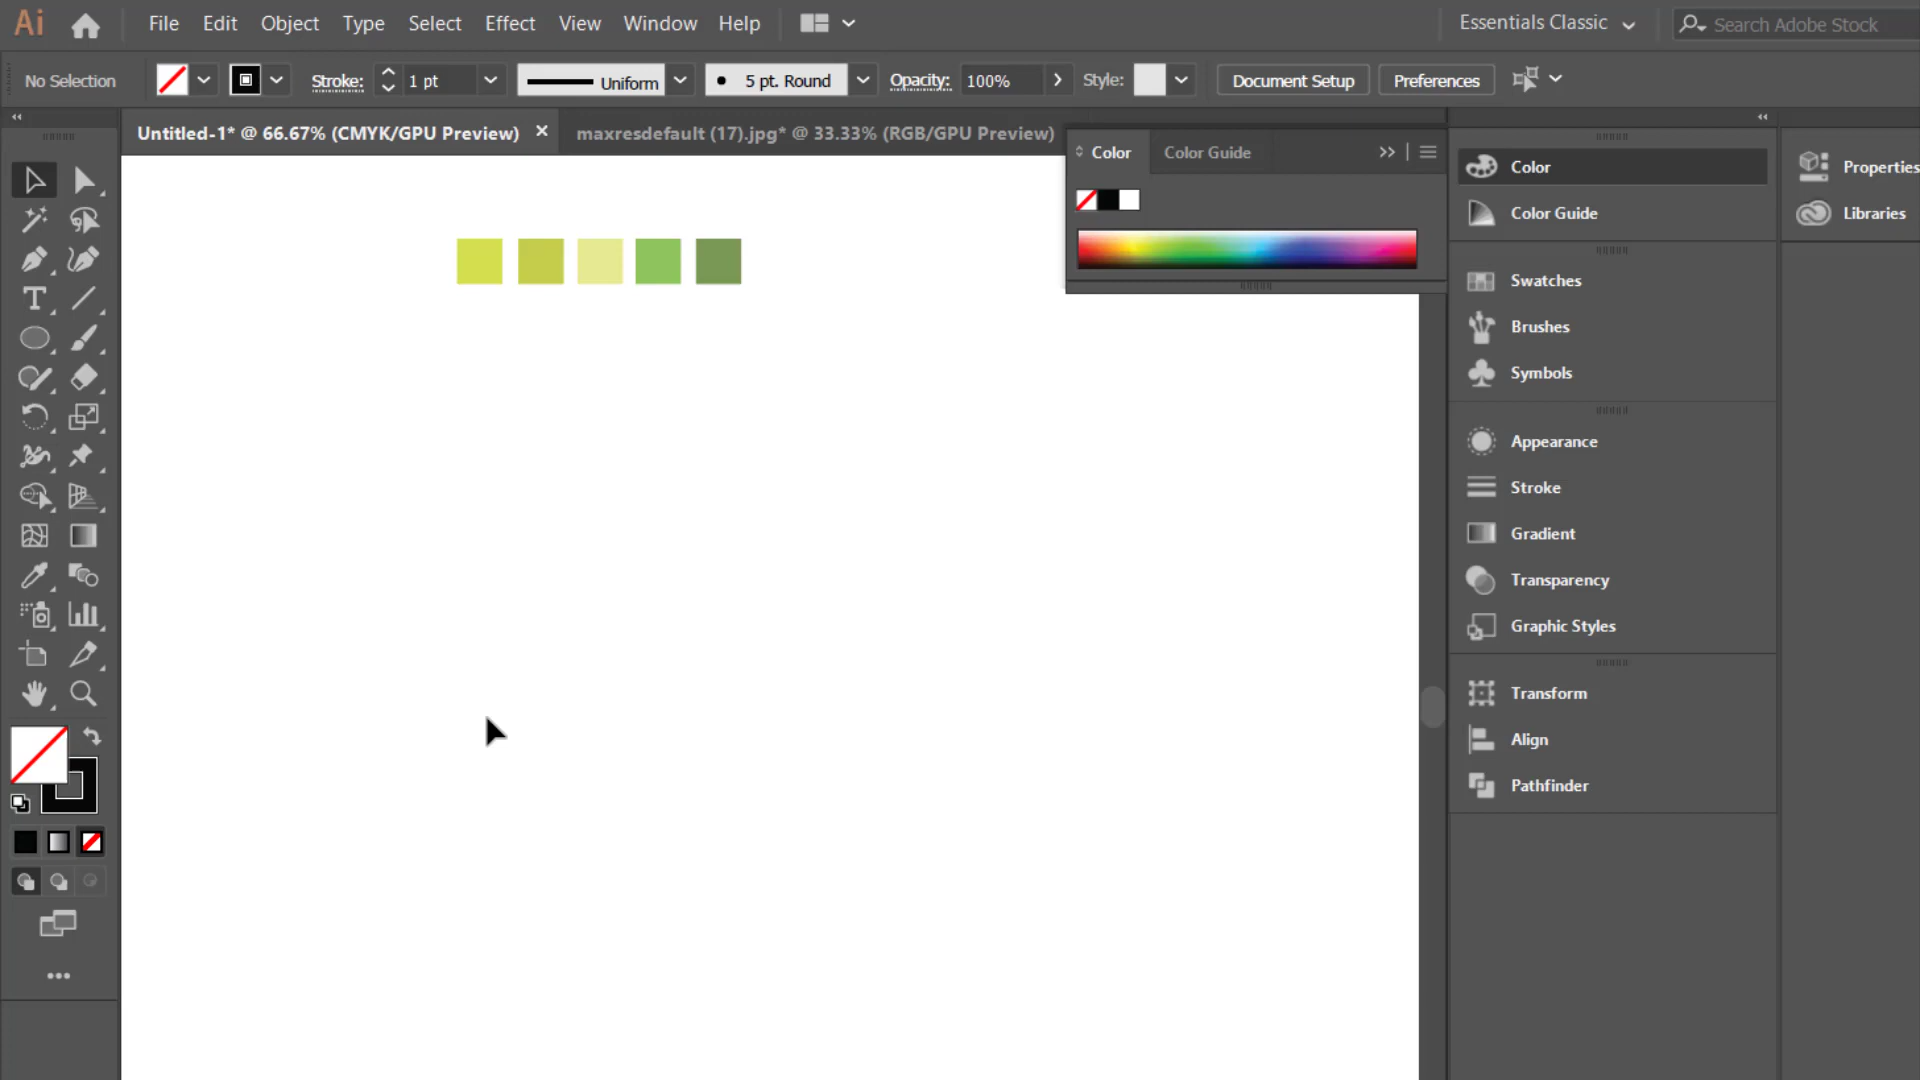 Ai File Edit Object Type Select Effect View Window Help Essentials Classic Search Adobe Stock
No Selection Stroke: 1 pt Uniform 5 pt. Round Opacity: 100% Style: Document Setup Preferences
Untitled-1* @ 66.67% (CMYK/GPU Preview) × maxresdefault (17).jpg* @ 33.33% (RGB/GPU Preview)
Color Color Guide
T
Color
Color Guide
Swatches
Brushes
Symbols
Appearance
Stroke
Gradient
Transparency
Graphic Styles
Transform
Align
Pathfinder
Properties
Libraries